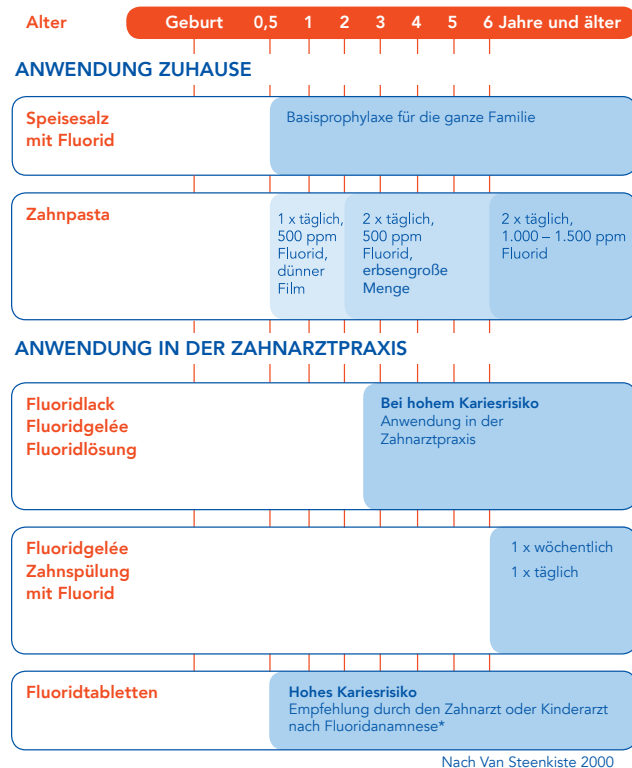 Alter Geburt 0,5 1 2 3 4 5 6 Jahre und älter
ANWENDUNG ZUHAUSE
Speisesalz
mit Fluorid
Basisprophylaxe für die ganze Familie
Zahnpasta
1 x täglich,
500 ppm
Fluorid,
dünner
Film
2 x täglich,
500 ppm
Fluorid,
erbsengroße
Menge
2 x täglich,
1.000 – 1.500 ppm
Fluorid
ANWENDUNG IN DER ZAHNARZTPRAXIS
Fluoridlack
Fluoridgelée
Fluoridlösung
Bei hohem Kariesrisiko
Anwendung in der
Zahnarztpraxis
Fluoridgelée
Zahnspülung
mit Fluorid
1 x wöchentlich
1 x täglich
Fluoridtabletten
Hohes Kariesrisiko
Empfehlung durch den Zahnarzt oder Kinderarzt
nach Fluoridanamnese*
Nach Van Steenkiste 2000